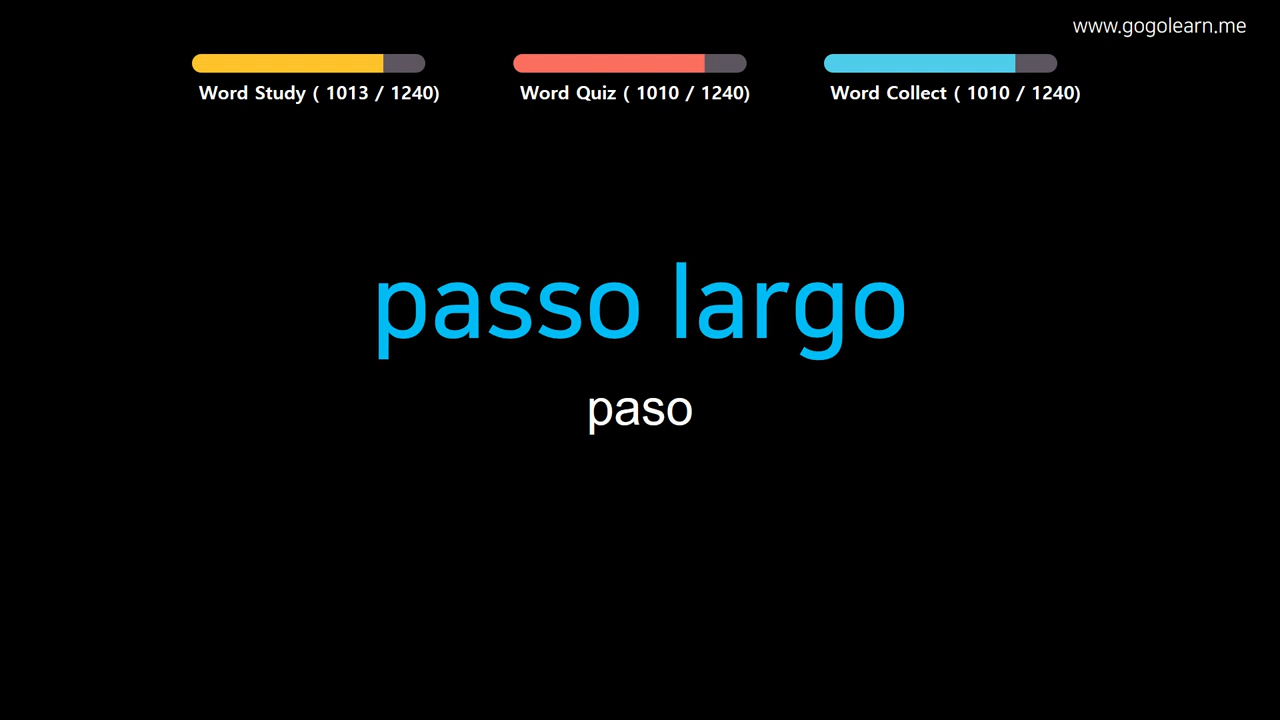 www.gogolearn.me
Word Study ( 1013 / 1240)
Word Quiz ( 1010 / 1240)
Word Collect ( 1010 / 1240)
passo largo
paso